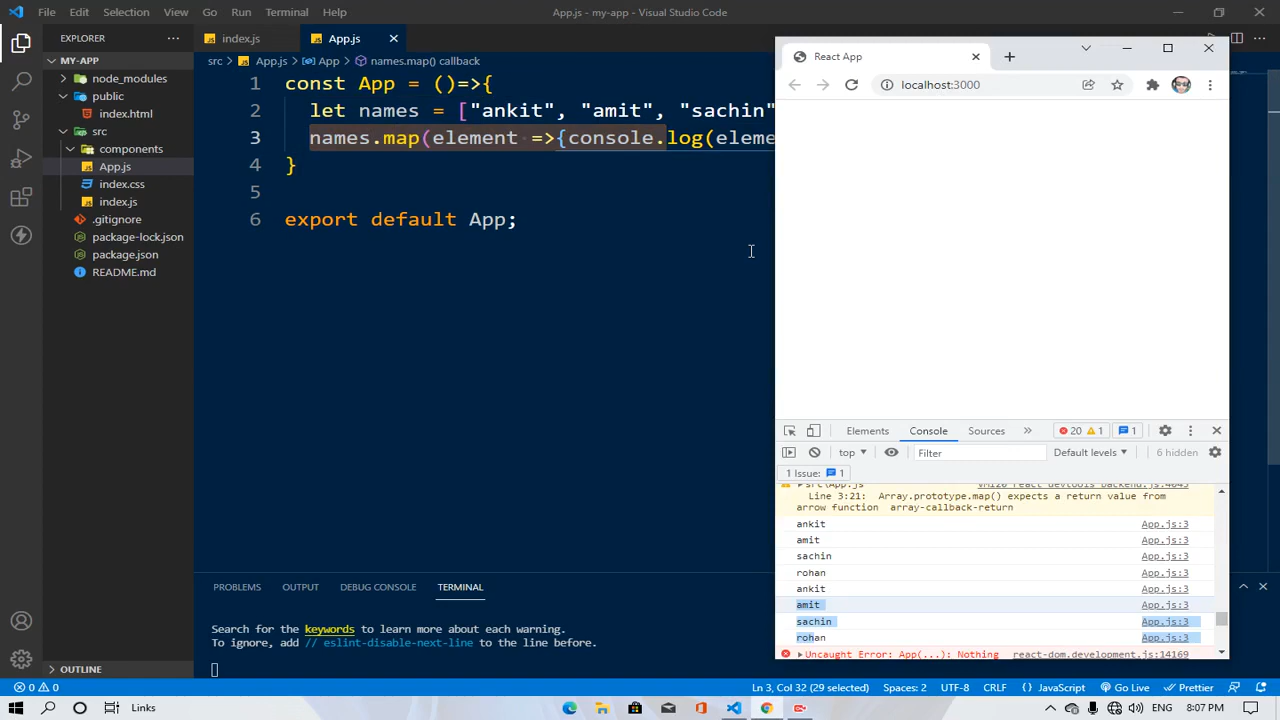 File Edit Selection View Go Run Terminal Help App.js - my-app - Visual Studio Code
EXPLORER
index.js
App.js
src > App.js > App > names.map() callback
MY
node_modules
public
index.html
src
components
App.js
index.css
index.js
.gitignore
package-lock.json
package.json
README.md
OUTLINE
1 const App = ()=>{
2 let names = ["ankit", "amit", "sachin"
3 names.map(element =>{console.log(eleme
4 }
5
6 export default App;
React App
localhost:3000
Elements Console Sources 20 1 1
top Filter Default levels 6 hidden
1 Issue: 1
src\App.js
Line 3:21: Array.prototype.map() expects a return value from
arrow function array-callback-return
ankit App.js:3
amit App.js:3
sachin App.js:3
rohan App.js:3
ankit App.js:3
amit App.js:3
sachin App.js:3
rohan App.js:3
Uncaught Error: App(...): Nothing react-dom.development.js:14169
PROBLEMS OUTPUT DEBUG CONSOLE TERMINAL
Search for the keywords to learn more about each warning.
To ignore, add // eslint-disable-next-line to the line before.
0 0 Ln 3, Col 32 (29 selected) Spaces: 2 UTF-8 CRLF {} JavaScript Go Live Prettier
Links ENG 8:07 PM